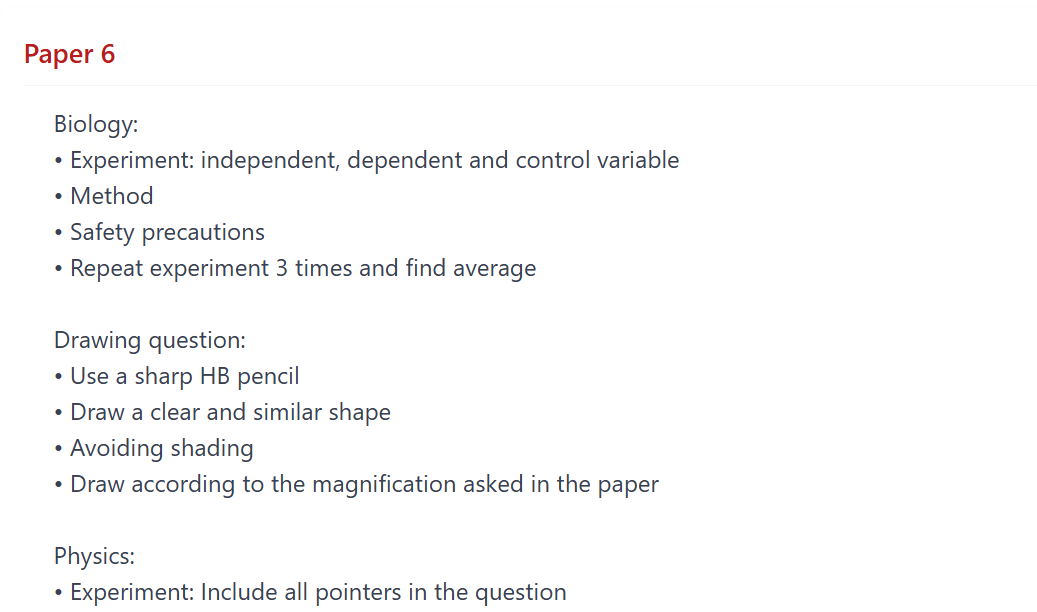 Paper 6
Biology:
• Experiment: independent, dependent and control variable
• Method
• Safety precautions
• Repeat experiment 3 times and find average
Drawing question:
• Use a sharp HB pencil
• Draw a clear and similar shape
• Avoiding shading
• Draw according to the magnification asked in the paper
Physics:
• Experiment: Include all pointers in the question